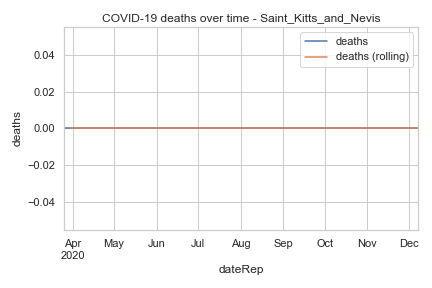 COVID-19 deaths over time - Saint_Kitts_and_Nevis
deaths
deaths (rolling)
0.04
0.02
0.00
−0.02
−0.04
deaths
Apr May Jun Jul Aug Sep Oct Nov Dec
2020
dateRep